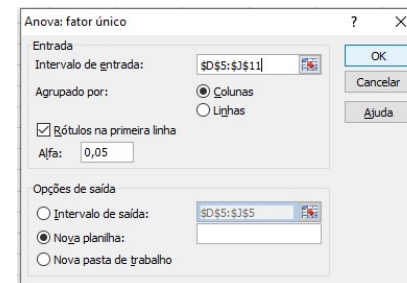 Anova: fator único ? ×
Entrada
Intervalo de entrada: $D$5:$J$11 OK
Agrupado por: Colunas Cancelar
Linhas Ajuda
Rótulos na primeira linha
Alfa: 0,05
Opções de saída
Intervalo de saída: $D$5:$J$5
Nova planilha:
Nova pasta de trabalho